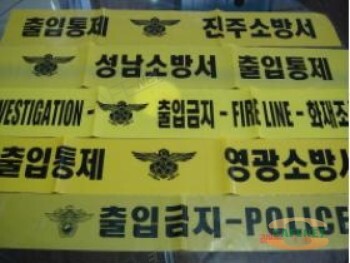 출입통제 진주소방서
성남소방서 출입통제
NVESTIGATION - 출입금지 - FIRE LINE - 화재조
출입통제 영광소방서
출입금지-POLICE